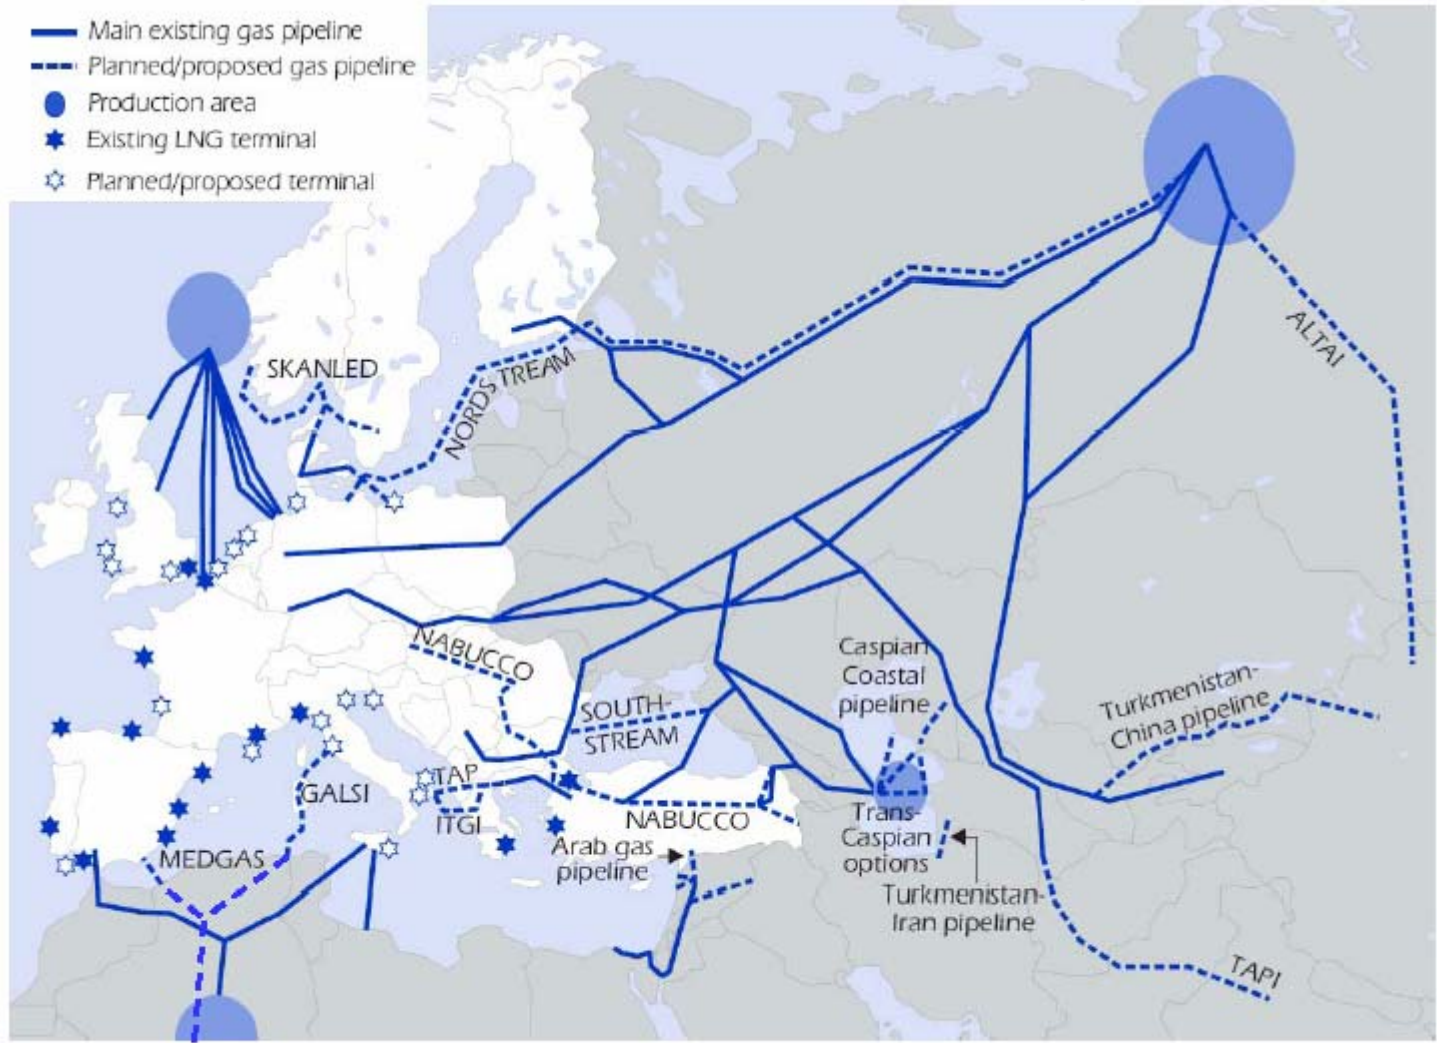 Main existing gas pipeline
Planned/proposed gas pipeline
Production area
Existing LNG terminal
Planned/proposed terminal
SKANLED
NORDSTREAM
ALTAI
NABUCCO
Caspian
Coastal
pipeline
Turkmenistan-
China pipeline
SOUTH-
STREAM
TAP
GALSI
ITGI
NABUCCO
Trans-
Caspian
options
Arab gas
pipeline
MEDGAS
Turkmenistan-
Iran pipeline
TAPI